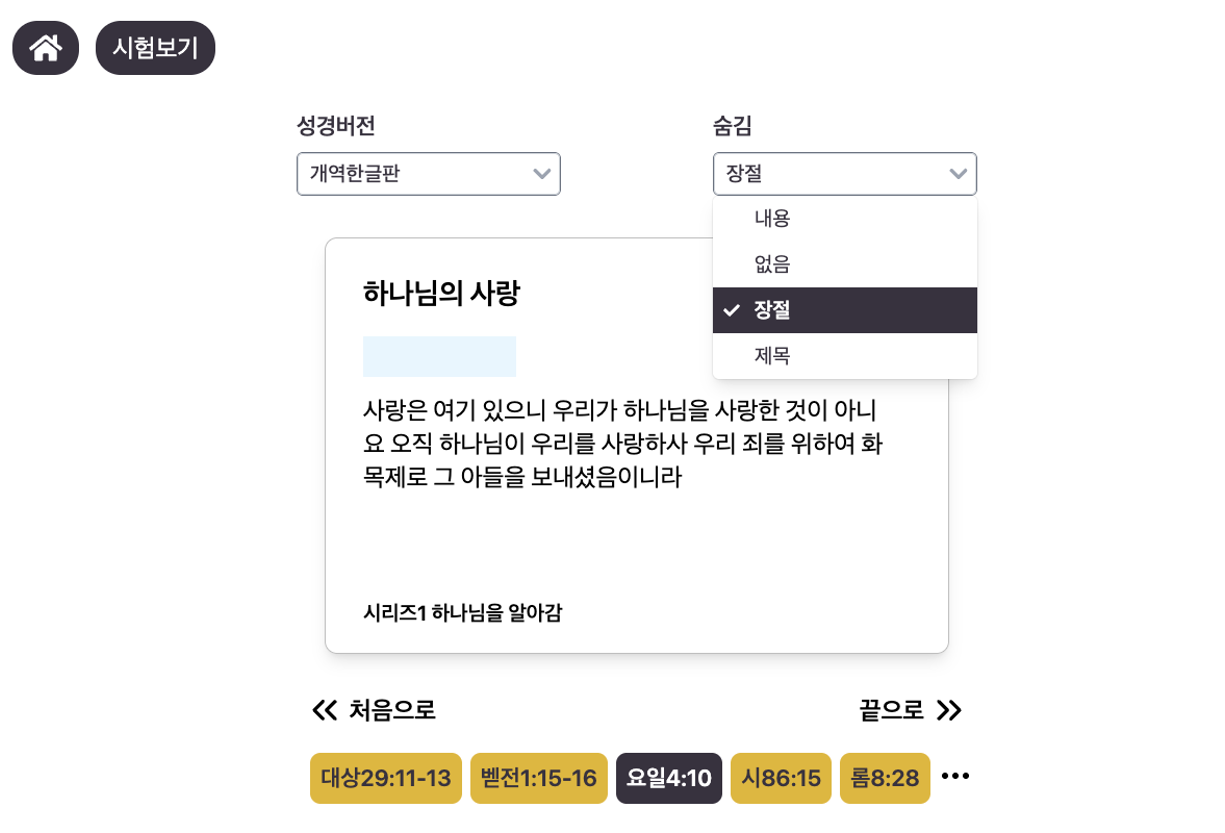 시험보기
성경버전
숨김
개역한글판
장절
내용
없음
장절
제목
하나님의 사랑
사랑은 여기 있으니 우리가 하나님을 사랑한 것이 아니
요 오직 하나님이 우리를 사랑하사 우리 죄를 위하여 화
목제로 그 아들을 보내셨음이니라
시리즈1 하나님을 알아감
처음으로
끝으로
대상29:11-13
벧전1:15-16
요일4:10
시86:15
롬8:28
•••